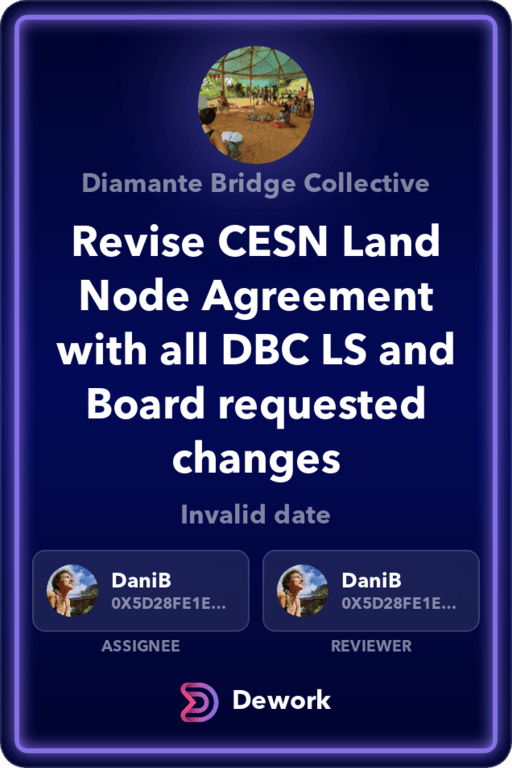 Diamante Bridge Collective
Revise CESN Land
Node Agreement
with all DBC LS and
Board requested
changes
Invalid date
DaniB
0X5D28FE1E...
DaniB
0X5D28FE1E...
ASSIGNEE
REVIEWER
Dework